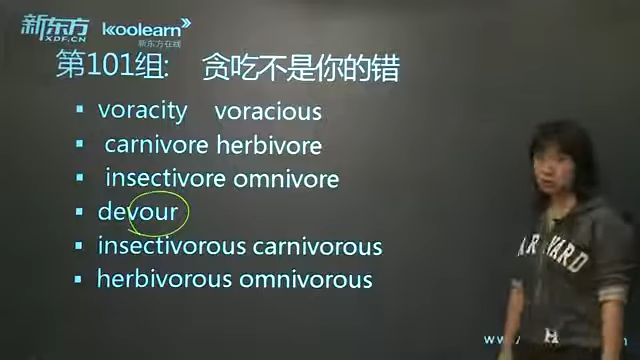 新东方 koolearn
XDF.CN 新东方在线
第101组: 贪吃不是你的错
▪ voracity voracious
▪ carnivore herbivore
▪ insectivore omnivore
▪ devour
▪ insectivorous carnivorous
▪ herbivorous omnivorous
HARVARD
H